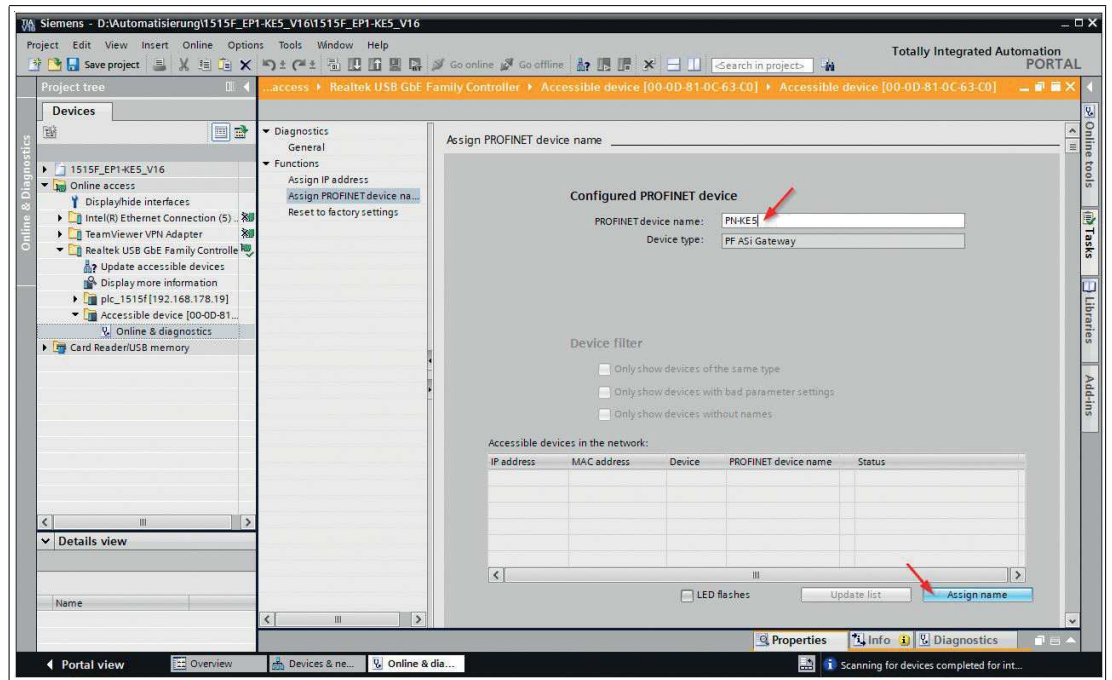 Siemens - D:\Automatisierung\1515F_EP1-KE5_V16\1515F_EP1-KE5_V16
Project Edit View Insert Online Options Tools Window Help
Totally Integrated Automation
PORTAL
Save project
Go online Go offline
<Search in project>
Project tree
...access ▸ Realtek USB GbE Family Controller ▸ Accessible device [00-0D-81-0C-63-C0] ▸ Accessible device [00-0D-81-0C-63-C0]
Devices
1515F_EP1-KE5_V16
Online access
Display/hide interfaces
Intel(R) Ethernet Connection (5) ..
TeamViewer VPN Adapter
Realtek USB GbE Family Controlle
Update accessible devices
Display more information
plc_1515f [192.168.178.19]
Accessible device [00-0D-81...
Online & diagnostics
Card Reader/USB memory
Details view
Name
Online & Diagnostics
Diagnostics
General
Functions
Assign IP address
Assign PROFINET device na...
Reset to factory settings
Assign PROFINET device name
Configured PROFINET device
PROFINET device name: PN-KE5
Device type: PF ASi Gateway
Device filter
Only show devices of the same type
Only show devices with bad parameter settings
Only show devices without names
Accessible devices in the network:
IP address MAC address Device PROFINET device name Status
LED flashes Update list Assign name
Online tools
Tasks
Libraries
Add-ins
Properties Info Diagnostics
Portal view Overview Devices & ne... Online & dia... Scanning for devices completed for int...